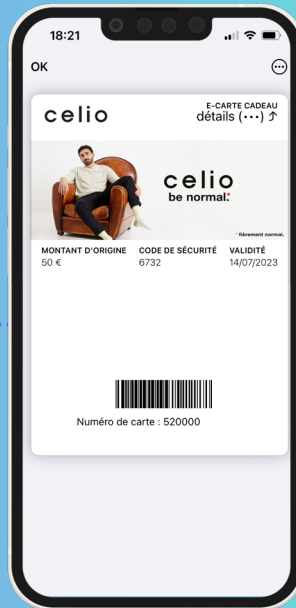 18:21
OK
celio
E-CARTE CADEAU
détails (•••)
celio
be normal.*
* fièrement normal.
MONTANT D'ORIGINE CODE DE SÉCURITÉ VALIDITÉ
50 € 6732 14/07/2023
Numéro de carte : 520000